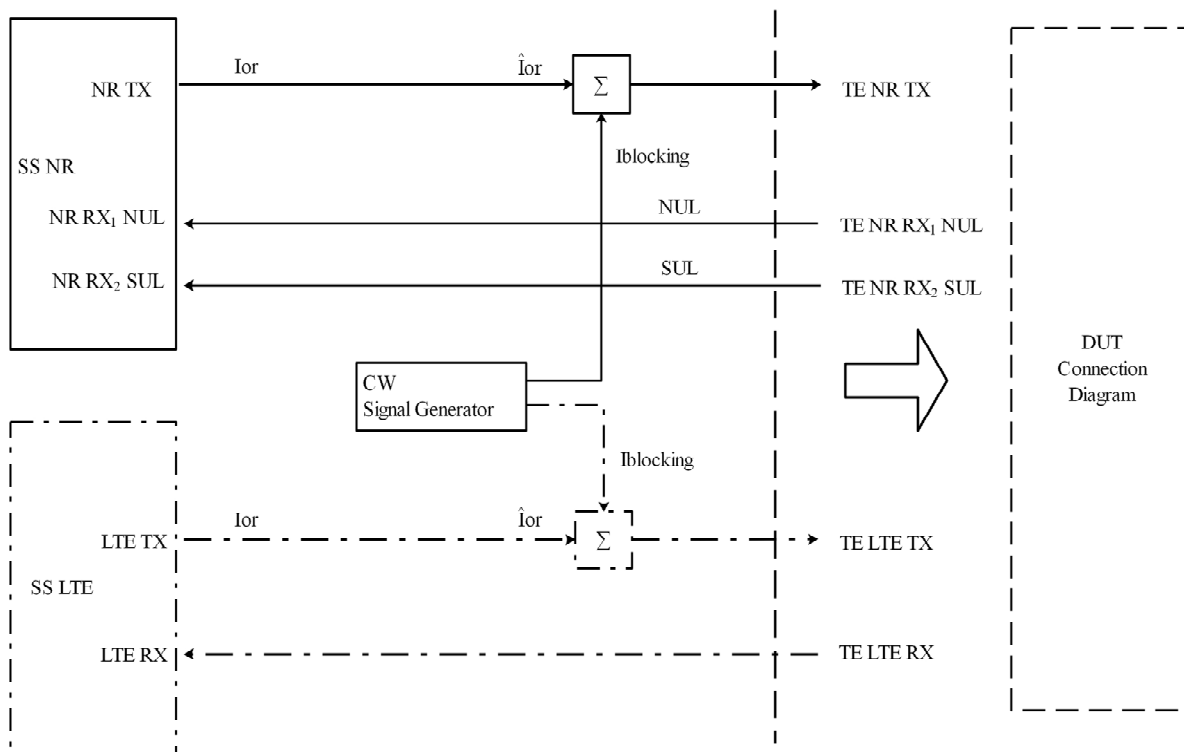 Ior
Îor
Σ
NR TX
TE NR TX
Iblocking
SS NR
NR RX₁ NUL
NUL
TE NR RX₁ NUL
NR RX₂ SUL
SUL
TE NR RX₂ SUL
DUT
Connection
Diagram
CW
Signal Generator
Iblocking
Ior
Îor
LTE TX
Σ
TE LTE TX
SS LTE
LTE RX
TE LTE RX